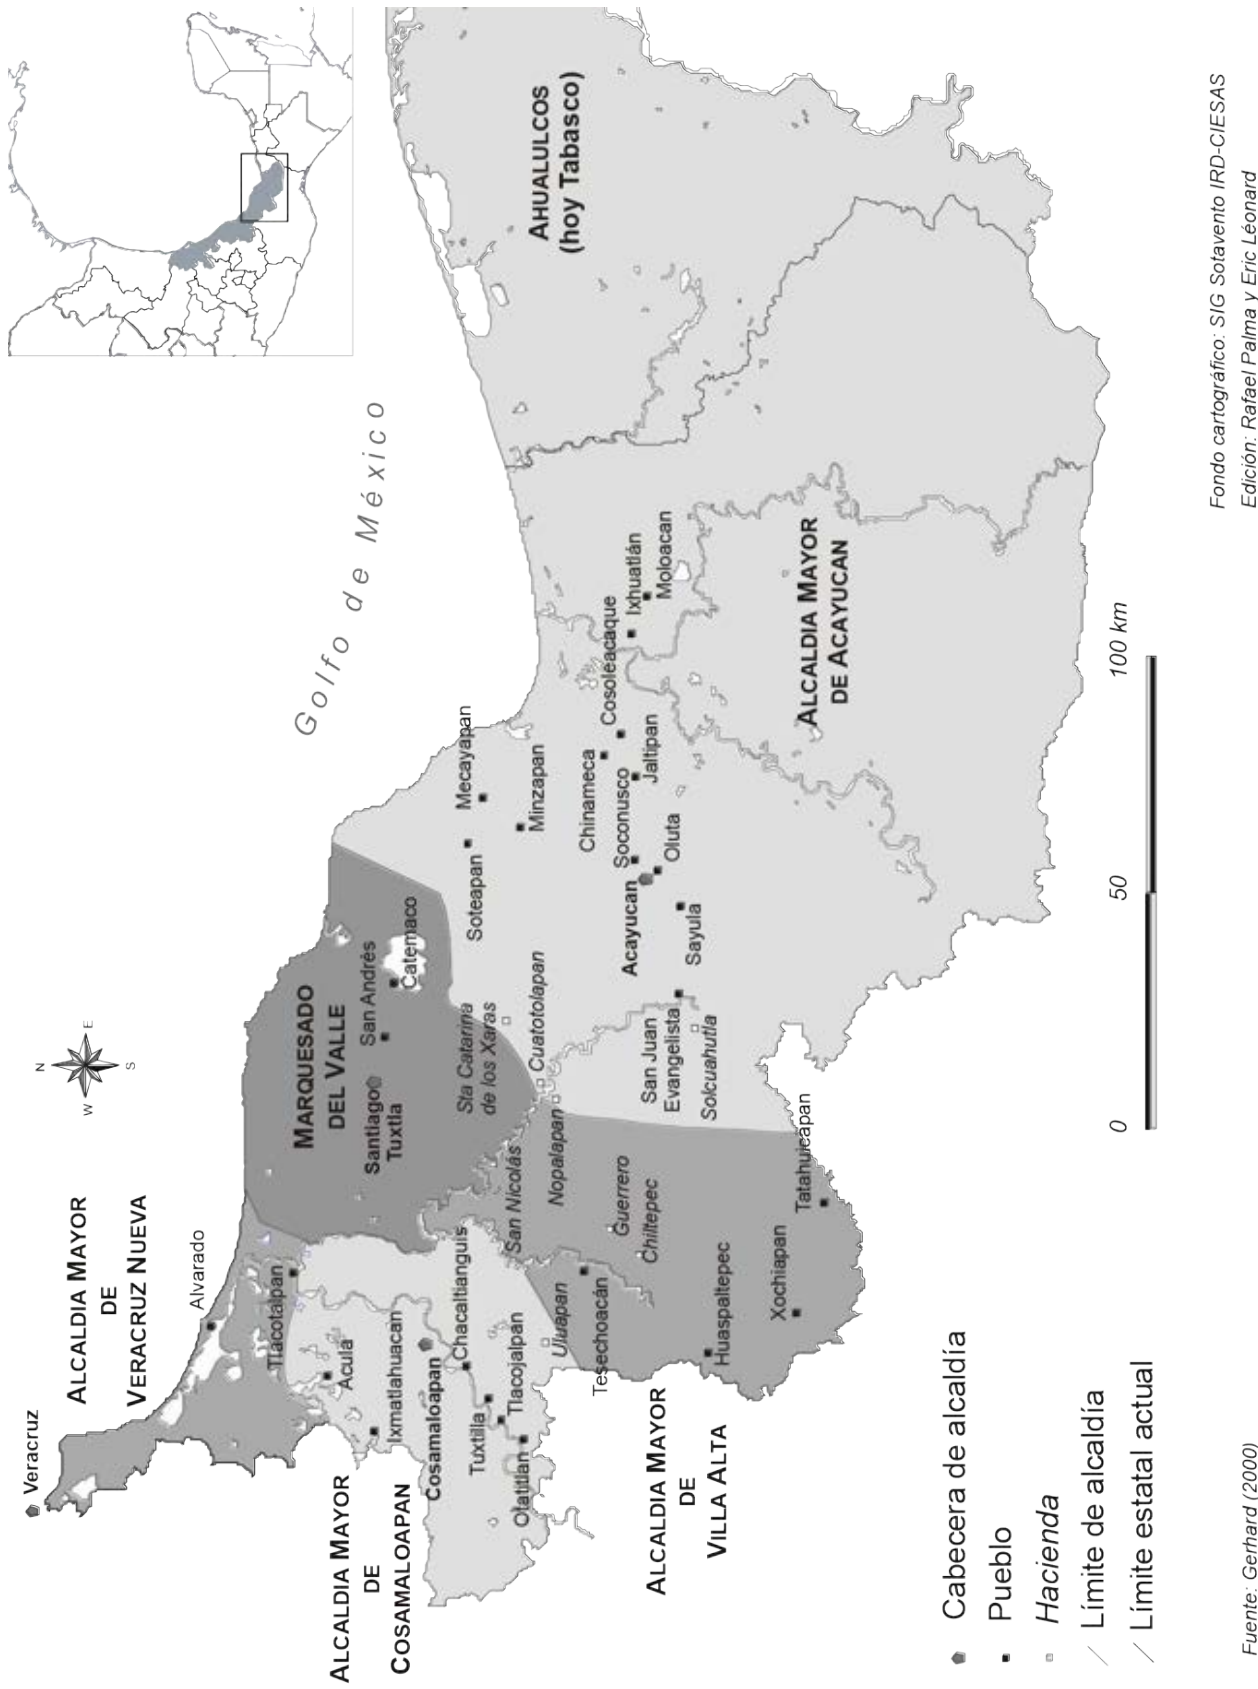 Golfo de México
N
W
E
S
Veracruz
ALCALDIA MAYOR
DE
VERACRUZ NUEVA
Alvarado
Tlacotalpan
MARQUESADO
DEL VALLE
Santiago
Tuxtla
San Andrés
Catemaco
ALCALDIA MAYOR
DE
COSAMALOAPAN
Acula
Ixmatlahuacan
Cosamaloapan
Chacaltianguis
Tuxtilla
Tlacojalpan
Otatitlan
Sta Catarina
de los Xaras
Cuatotolapan
San Nicolás
Nopalapan
Uluapan
Tesechoacán
Guerrero
Chiltepec
Huaspaltepec
Xochiapan
Tatahuicapan
ALCALDIA MAYOR
DE
VILLA ALTA
Soteapan
Mecayapan
Minzapan
Chinameca
Soconusco
Cosoleacaque
Jaltipan
Ixhuatlán
Moloacan
Acayucan
Oluta
Sayula
San Juan
Evangelista
Solcuahutla
ALCALDIA MAYOR
DE ACAYUCAN
AHUALULCOS
(hoy Tabasco)
Cabecera de alcaldía
Pueblo
Hacienda
Límite de alcaldía
Límite estatal actual
0
50
100 km
Fuente: Gerhard (2000)
Fondo cartográfico: SIG Sotavento IRD-CIESAS
Edición: Rafael Palma y Eric Léonard